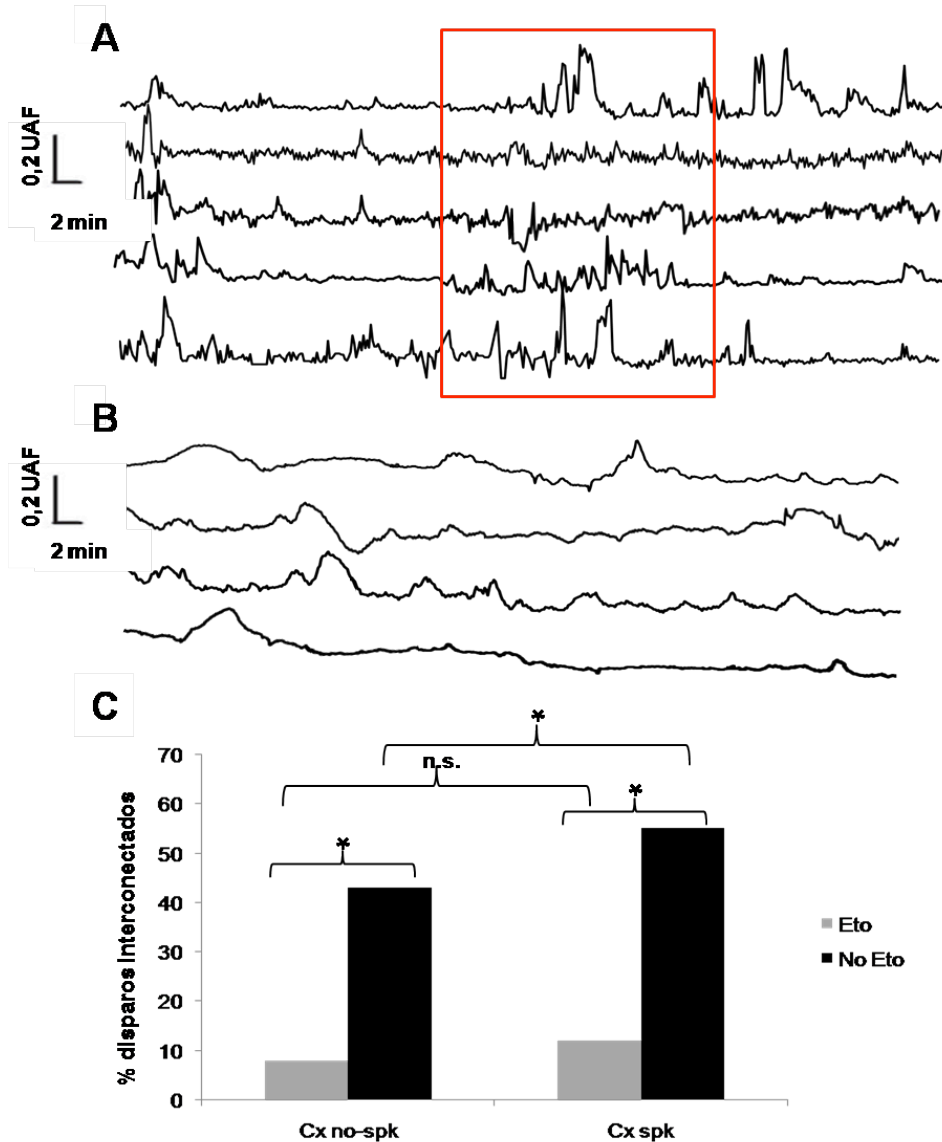 A
0,2 UAF
2 min
B
0,2 UAF
2 min
C
% disparos interconectados
70
60
50
40
30
20
10
0
*
n.s.
*
*
Eto
No Eto
Cx no-spk
Cx spk